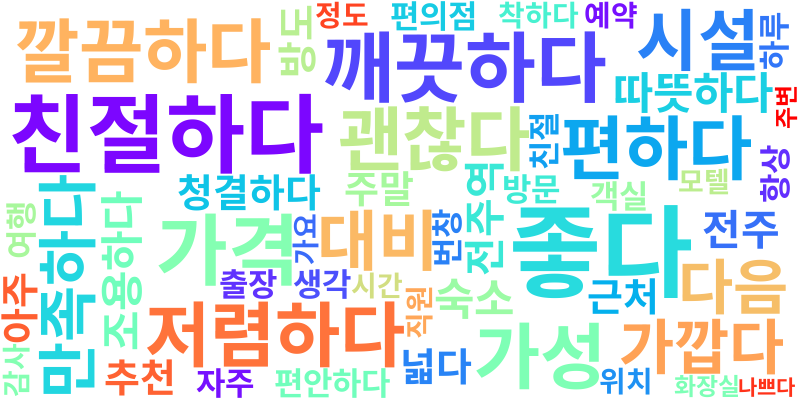 정도
편의점
착하다
예약
깔끔하다
방도
깨끗하다
시설
하루
따뜻하다
주변
친절하다
괜찮다
친절
편하다
항상
청결하다
주말
전주역
방문
객실
모텔
여행
만족하다
조용하다
가격
가요
대비
번창
좋다
전주
아주
출장
생각
시간
직원
숙소
근처
다음
저렴하다
가성
가깝다
감사
추천
자주
편안하다
넓다
위치
화장실
나쁘다